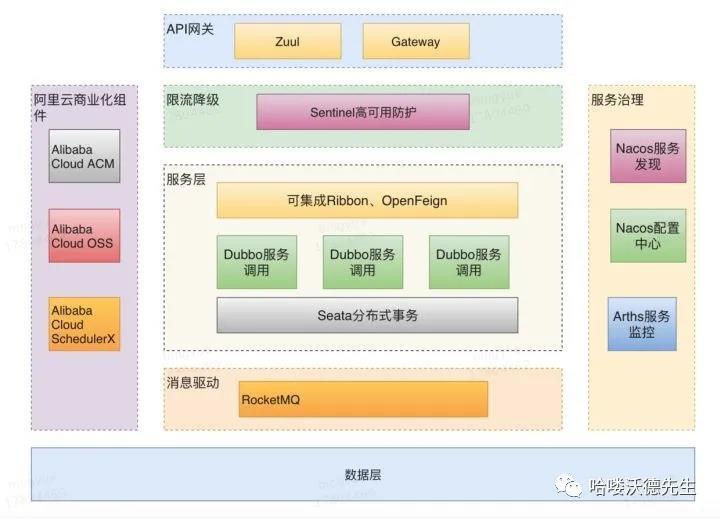 API网关
Zuul
Gateway
阿里云商业化组
件
Alibaba
Cloud ACM
Alibaba
Cloud OSS
Alibaba
Cloud
SchedulerX
限流降级
Sentinel高可用防护
服务层
可集成Ribbon、OpenFeign
Dubbo服务
调用
Dubbo服务
调用
Dubbo服务
调用
Seata分布式事务
消息驱动
RocketMQ
服务治理
Nacos服务
发现
Nacos配置
中心
Arths服务
监控
数据层
哈喽沃德先生